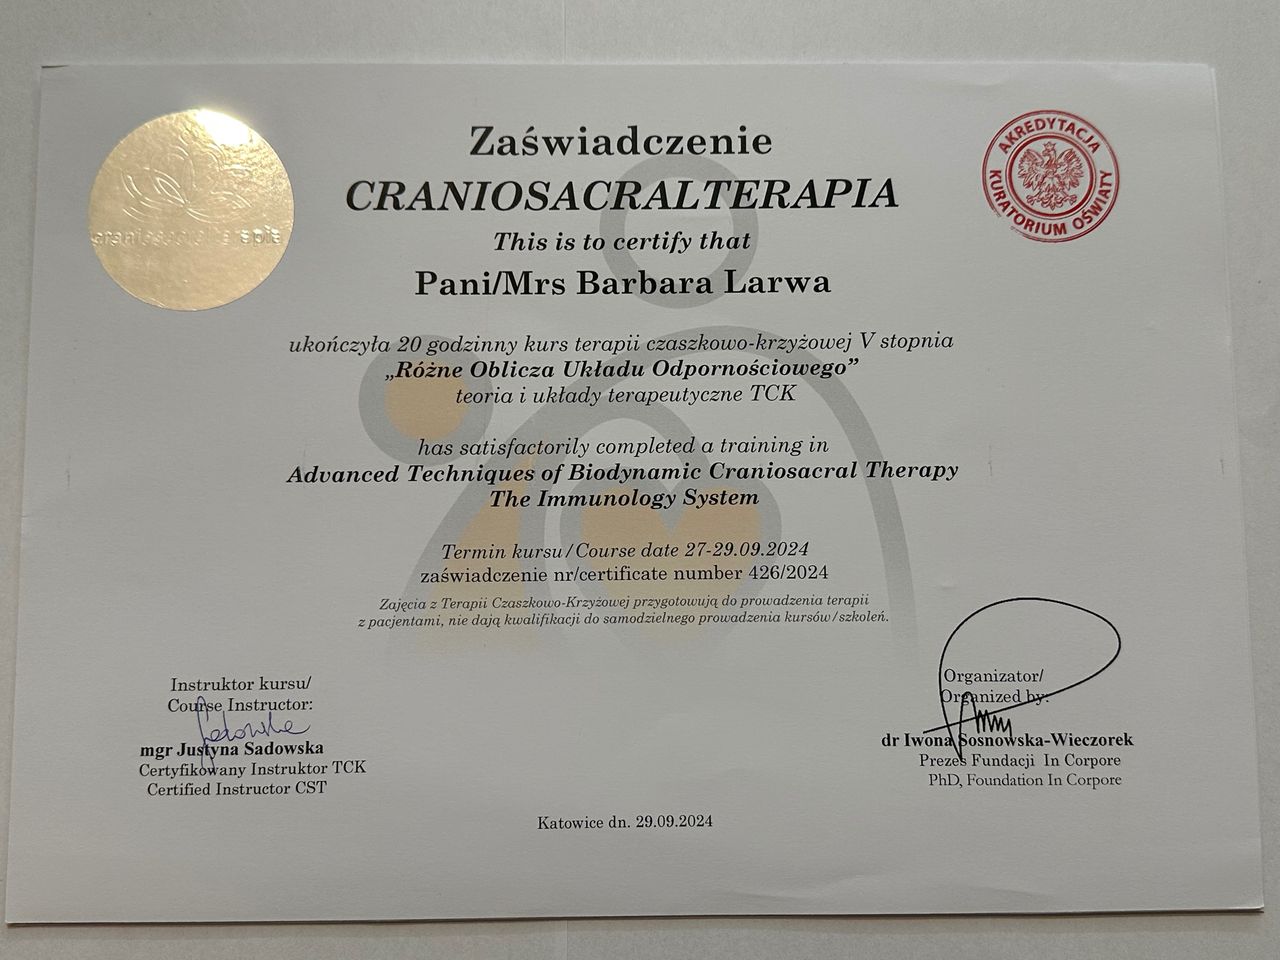 Zaświadczenie
CRANIOSACRALTERAPIA
This is to certify that
Pani/Mrs Barbara Larwa
craniosacralterapia
AKREDYTACJA
KURATORIUM OŚWIATY
ukończyła 20 godzinny kurs terapii czaszkowo-krzyżowej V stopnia
„Różne Oblicza Układu Odpornościowego”
teoria i układy terapeutyczne TCK
has satisfactorily completed a training in
Advanced Techniques of Biodynamic Craniosacral Therapy
The Immunology System
Termin kursu/Course date 27-29.09.2024
zaświadczenie nr/certificate number 426/2024
Zajęcia z Terapii Czaszkowo-Krzyżowej przygotowują do prowadzenia terapii
z pacjentami, nie dają kwalifikacji do samodzielnego prowadzenia kursów/szkoleń.
Instruktor kursu/
Course Instructor:
Sadowska
mgr Justyna Sadowska
Certyfikowany Instruktor TCK
Certified Instructor CST
Organizator/
Organized by:
dr Iwona Sosnowska-Wieczorek
Prezes Fundacji In Corpore
PhD, Foundation In Corpore
Katowice dn. 29.09.2024